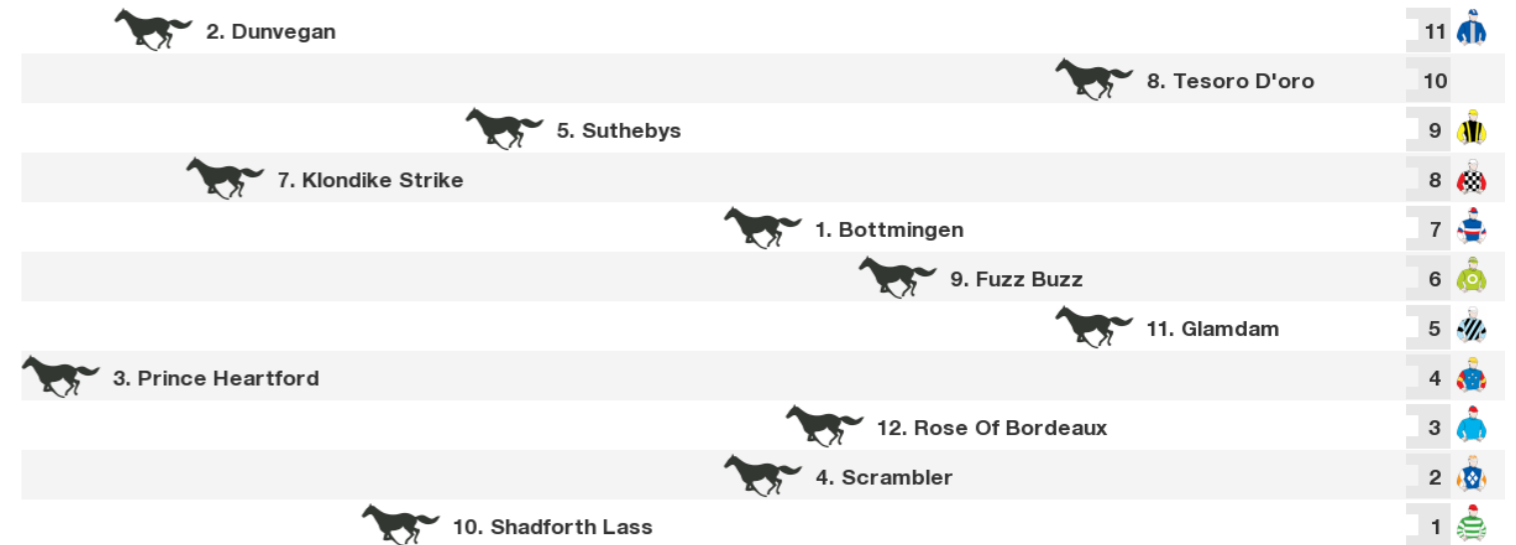 2. Dunvegan 11
8. Tesoro D'oro 10
5. Suthebys 9
7. Klondike Strike 8
1. Bottmingen 7
9. Fuzz Buzz 6
11. Glamdam 5
3. Prince Heartford 4
12. Rose Of Bordeaux 3
4. Scrambler 2
10. Shadforth Lass 1